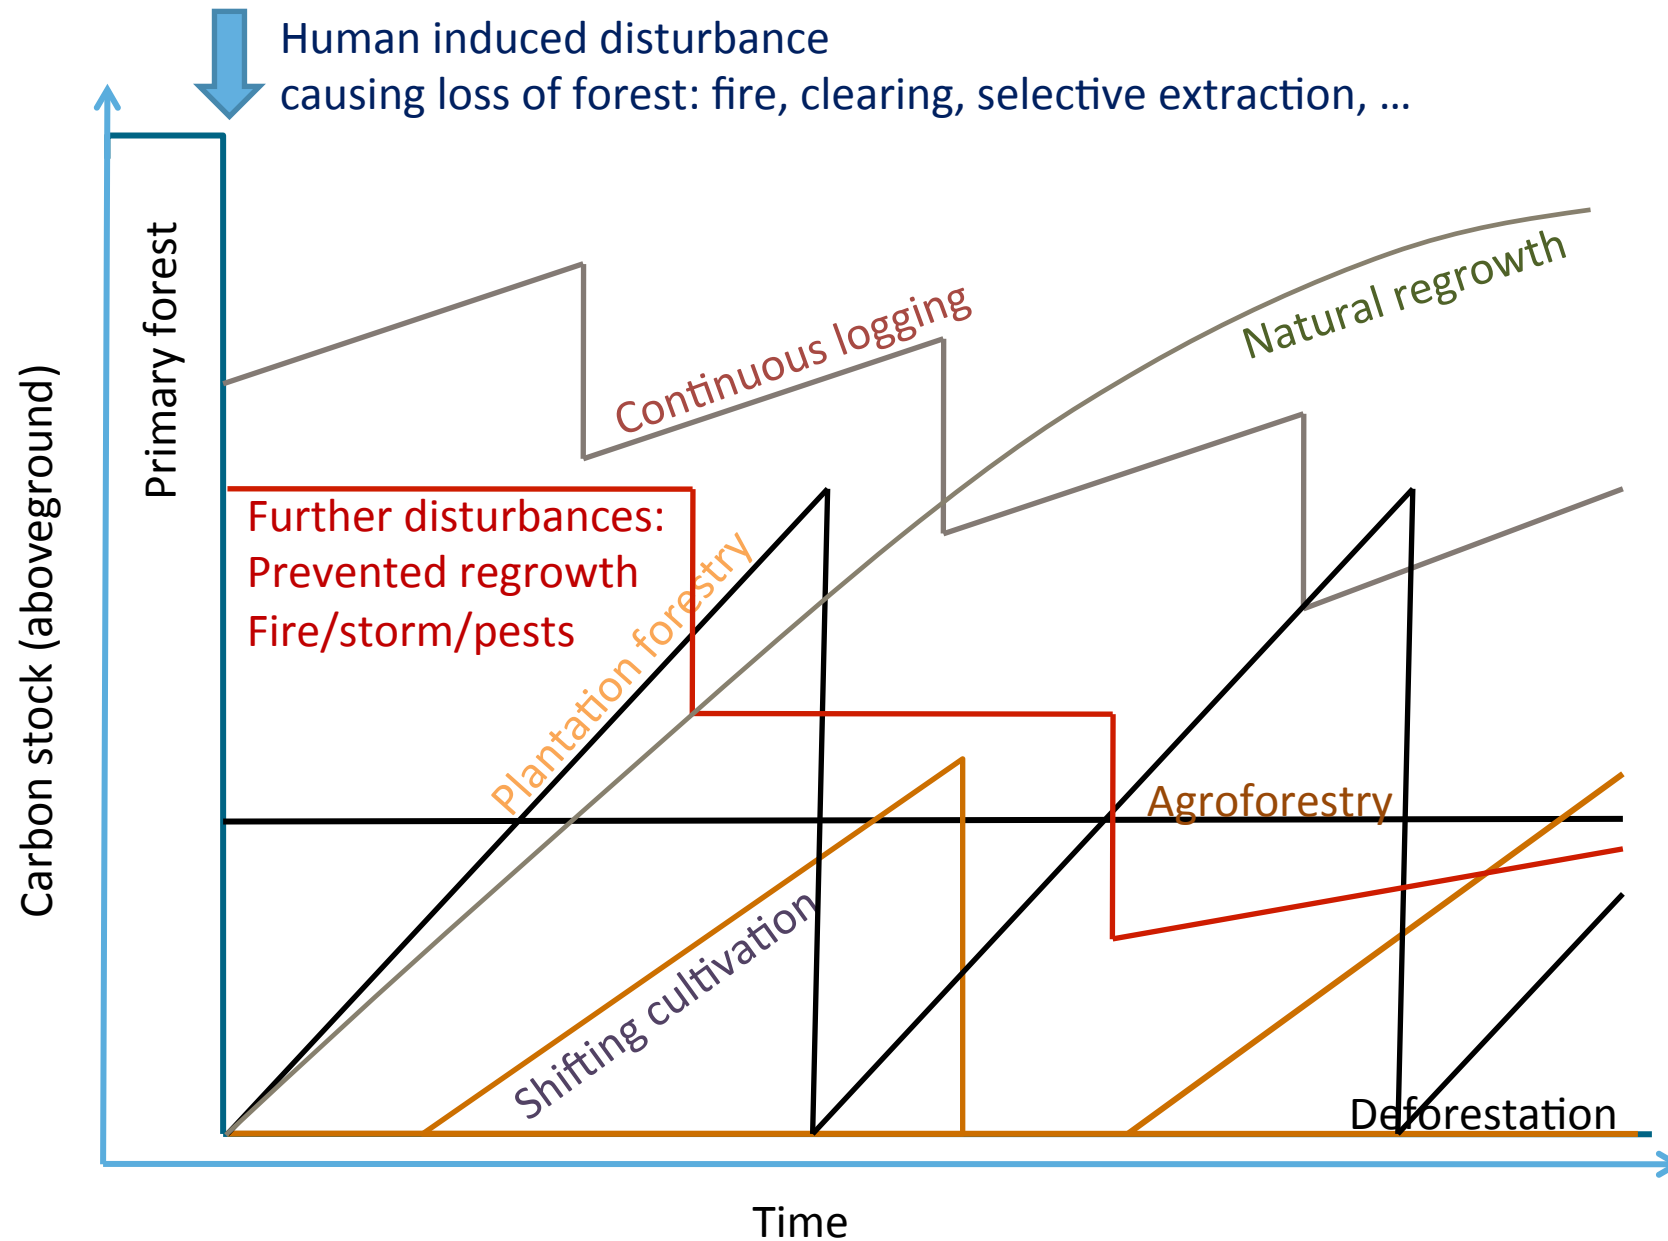 Human induced disturbance
causing loss of forest: fire, clearing, selective extraction, ...
Primary forest
Carbon stock (aboveground)
Continuous logging
Natural regrowth
Further disturbances:
Prevented regrowth
Fire/storm/pests
Plantation forestry
Agroforestry
Shifting cultivation
Deforestation
Time